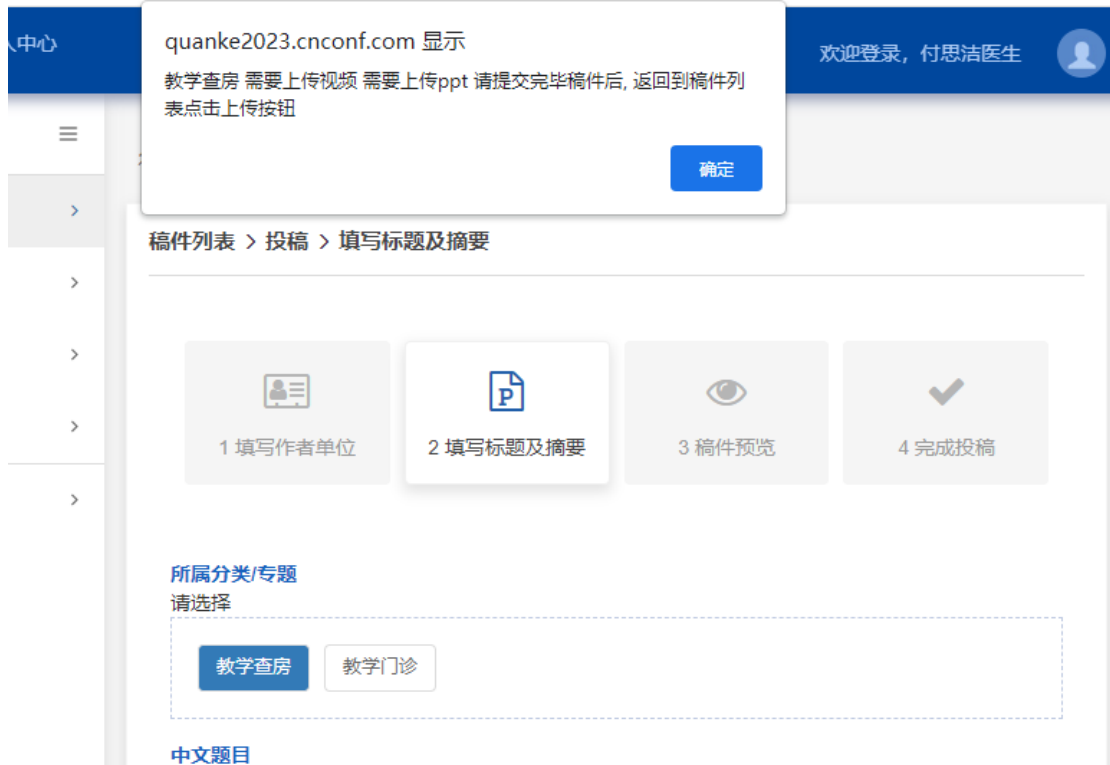 人中心
quanke2023.cnconf.com 显示
教学查房 需要上传视频 需要上传ppt 请提交完毕稿件后, 返回到稿件列
表点击上传按钮
确定
欢迎登录，付思洁医生
稿件列表 > 投稿 > 填写标题及摘要
1 填写作者单位
2 填写标题及摘要
3 稿件预览
4 完成投稿
所属分类/专题
请选择
教学查房
教学门诊
中文题目